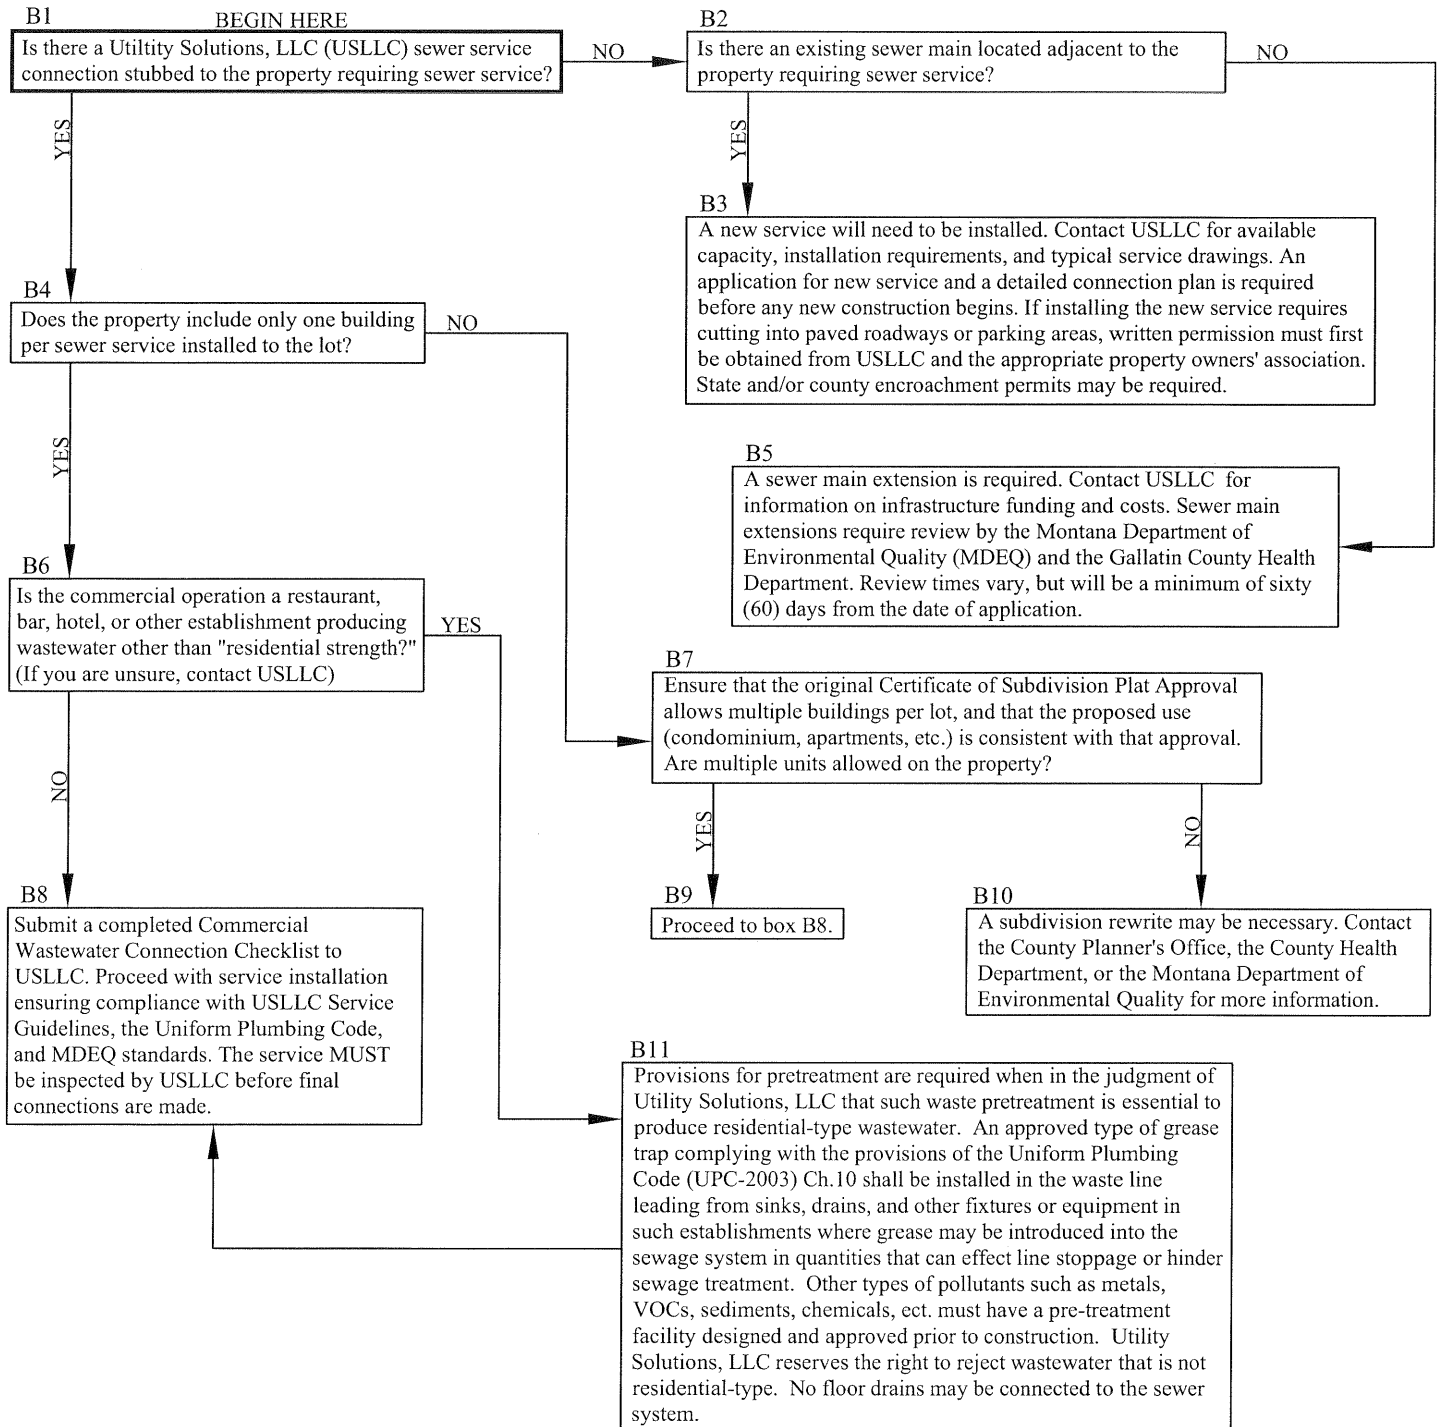 B1
BEGIN HERE
Is there a Utiltity Solutions, LLC (USLLC) sewer service
connection stubbed to the property requiring sewer service?
NO
B2
Is there an existing sewer main located adjacent to the
property requiring sewer service?
NO
YES
YES
B3
A new service will need to be installed. Contact USLLC for available
capacity, installation requirements, and typical service drawings. An
application for new service and a detailed connection plan is required
before any new construction begins. If installing the new service requires
cutting into paved roadways or parking areas, written permission must first
be obtained from USLLC and the appropriate property owners' association.
State and/or county encroachment permits may be required.
B4
Does the property include only one building
per sewer service installed to the lot?
NO
YES
B5
A sewer main extension is required. Contact USLLC for
information on infrastructure funding and costs. Sewer main
extensions require review by the Montana Department of
Environmental Quality (MDEQ) and the Gallatin County Health
Department. Review times vary, but will be a minimum of sixty
(60) days from the date of application.
B6
Is the commercial operation a restaurant,
bar, hotel, or other establishment producing
wastewater other than "residential strength?"
(If you are unsure, contact USLLC)
YES
NO
B7
Ensure that the original Certificate of Subdivision Plat Approval
allows multiple buildings per lot, and that the proposed use
(condominium, apartments, etc.) is consistent with that approval.
Are multiple units allowed on the property?
YES
NO
B8
Submit a completed Commercial
Wastewater Connection Checklist to
USLLC. Proceed with service installation
ensuring compliance with USLLC Service
Guidelines, the Uniform Plumbing Code,
and MDEQ standards. The service MUST
be inspected by USLLC before final
connections are made.
B9
Proceed to box B8.
B10
A subdivision rewrite may be necessary. Contact
the County Planner's Office, the County Health
Department, or the Montana Department of
Environmental Quality for more information.
B11
Provisions for pretreatment are required when in the judgment of
Utility Solutions, LLC that such waste pretreatment is essential to
produce residential-type wastewater. An approved type of grease
trap complying with the provisions of the Uniform Plumbing
Code (UPC-2003) Ch.10 shall be installed in the waste line
leading from sinks, drains, and other fixtures or equipment in
such establishments where grease may be introduced into the
sewage system in quantities that can effect line stoppage or hinder
sewage treatment. Other types of pollutants such as metals,
VOCs, sediments, chemicals, ect. must have a pre-treatment
facility designed and approved prior to construction. Utility
Solutions, LLC reserves the right to reject wastewater that is not
residential-type. No floor drains may be connected to the sewer
system.